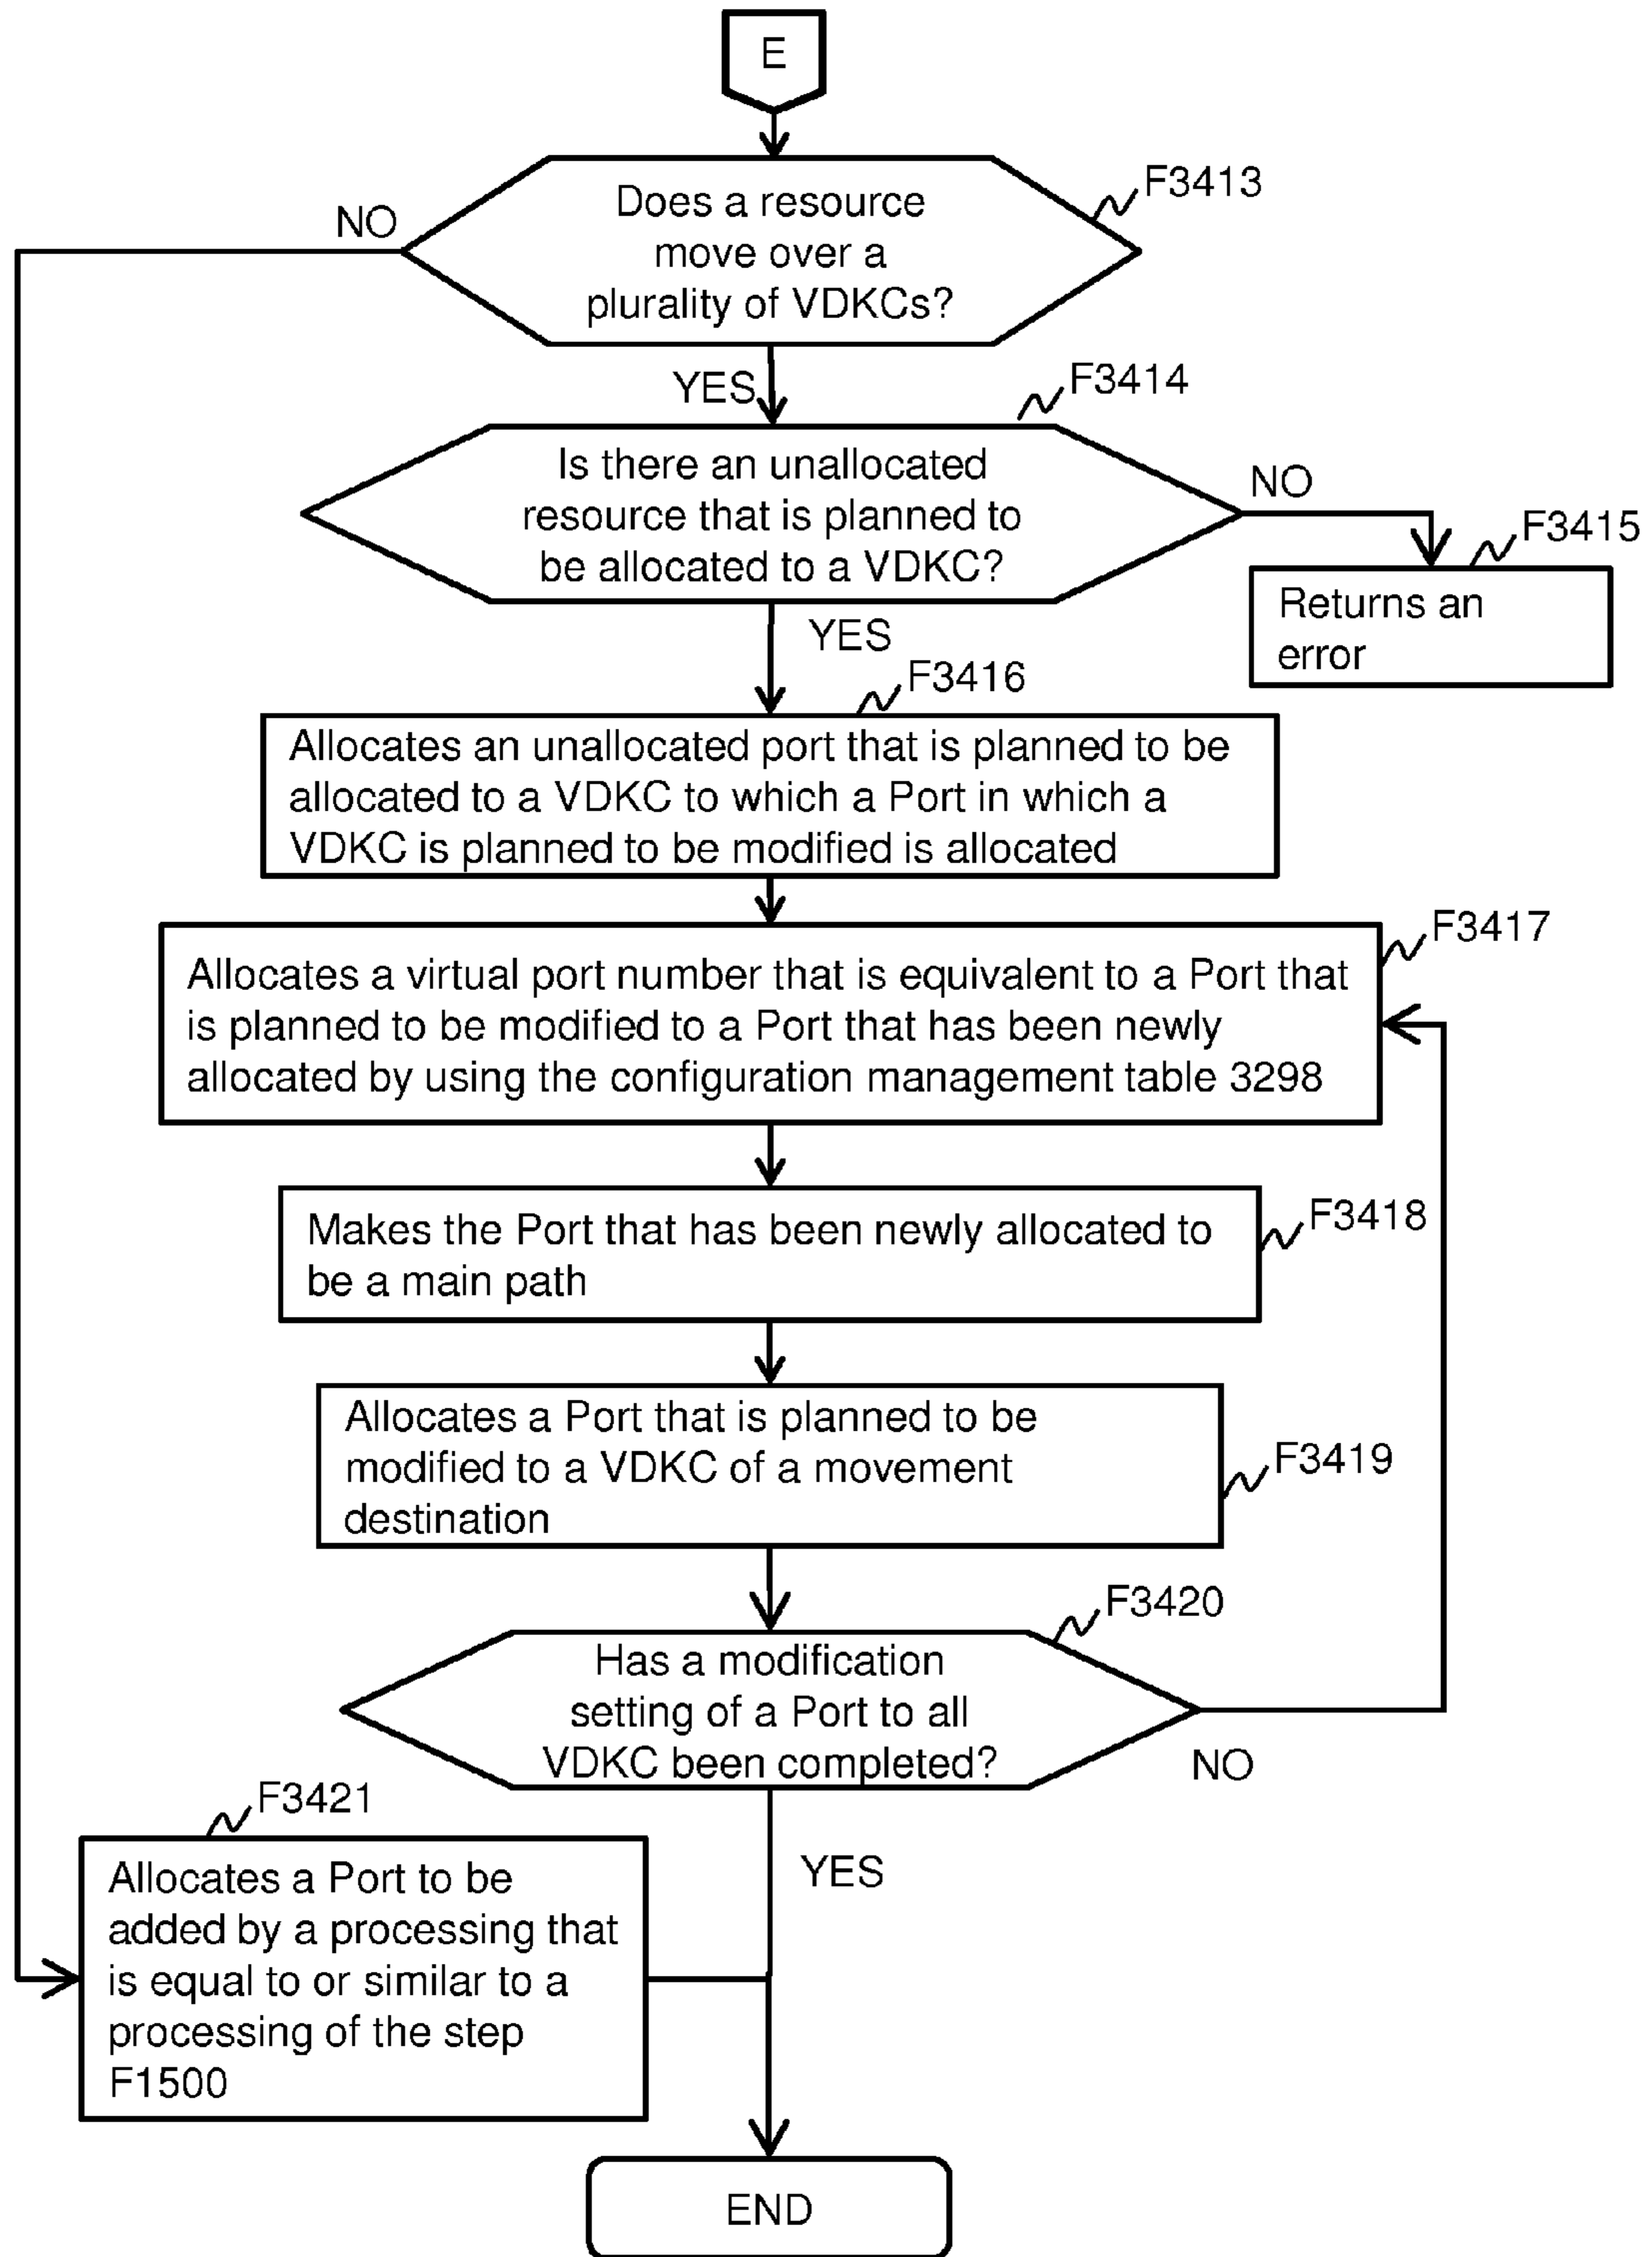 E
F3413
Does a resource
move over a
plurality of VDKCs?
NO
YES
F3414
Is there an unallocated
resource that is planned to
be allocated to a VDKC?
NO
F3415
Returns an
error
YES
F3416
Allocates an unallocated port that is planned to be
allocated to a VDKC to which a Port in which a
VDKC is planned to be modified is allocated
F3417
Allocates a virtual port number that is equivalent to a Port that
is planned to be modified to a Port that has been newly
allocated by using the configuration management table 3298
F3418
Makes the Port that has been newly allocated to
be a main path
F3419
Allocates a Port that is planned to be
modified to a VDKC of a movement
destination
F3420
Has a modification
setting of a Port to all
VDKC been completed?
NO
YES
F3421
Allocates a Port to be
added by a processing that
is equal to or similar to a
processing of the step
F1500
END